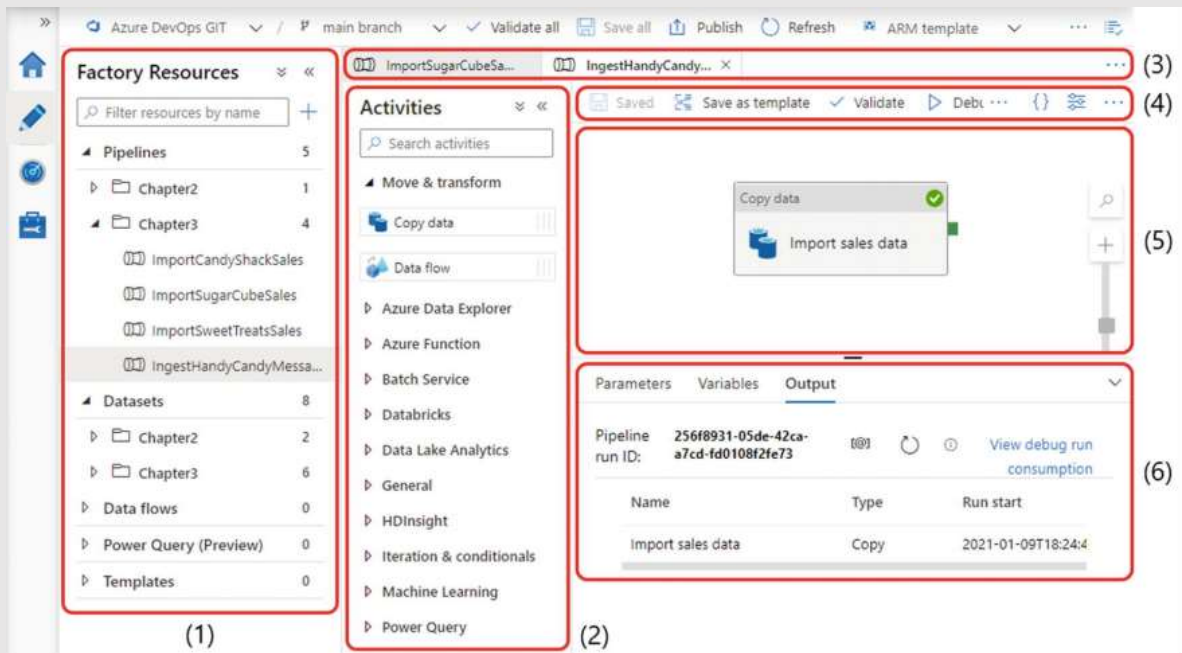 Azure DevOps GIT / main branch Validate all Save all Publish Refresh ARM template
Factory Resources
Filter resources by name
Pipelines 5
Chapter2 1
Chapter3 4
ImportCandyShackSales
ImportSugarCubeSales
ImportSweetTreatsSales
IngestHandyCandyMessa...
Datasets 8
Chapter2 2
Chapter3 6
Data flows 0
Power Query (Preview) 0
Templates 0
(1)
ImportSugarCubeSa... IngestHandyCandy...
(3)
Activities
Search activities
Move & transform
Copy data
Data flow
Azure Data Explorer
Azure Function
Batch Service
Databricks
Data Lake Analytics
General
HDInsight
Iteration & conditionals
Machine Learning
Power Query
(2)
Saved Save as template Validate Debu ... {} ...
(4)
Copy data
Import sales data
(5)
Parameters Variables Output
Pipeline run ID: 256f8931-05de-42ca-
a7cd-fd0108f2fe73
View debug run
consumption
Name Type Run start
Import sales data Copy 2021-01-09T18:24:4
(6)